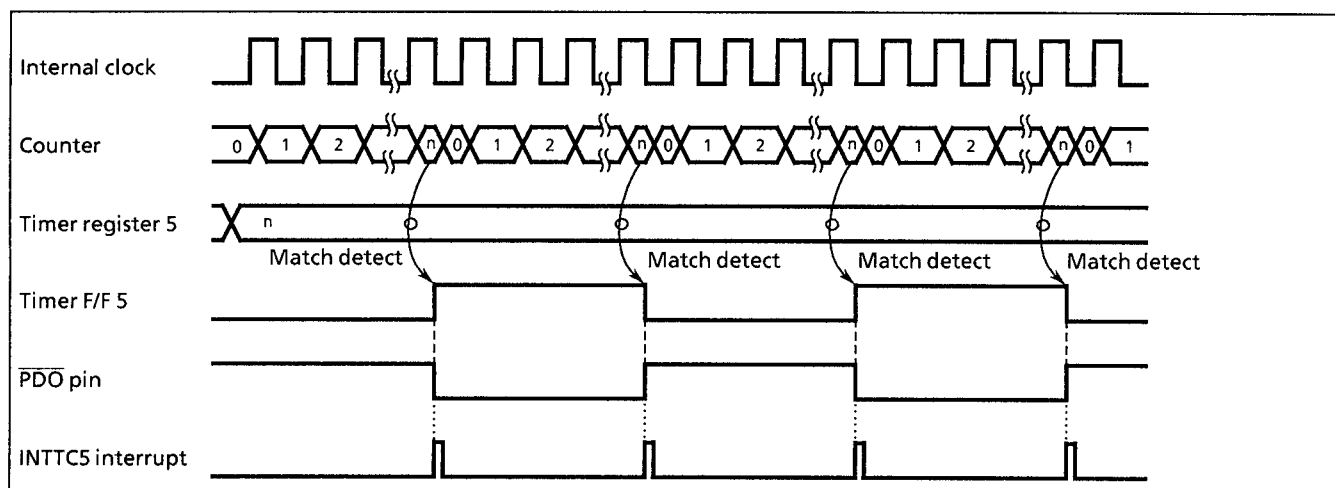 Internal clock
Counter 0 1 2 n 0 1 2 n 0 1 2 n 0 1 2 n 0 1
Timer register 5 n
Match detect Match detect Match detect Match detect
Timer F/F 5
PDO pin
INTTC5 interrupt